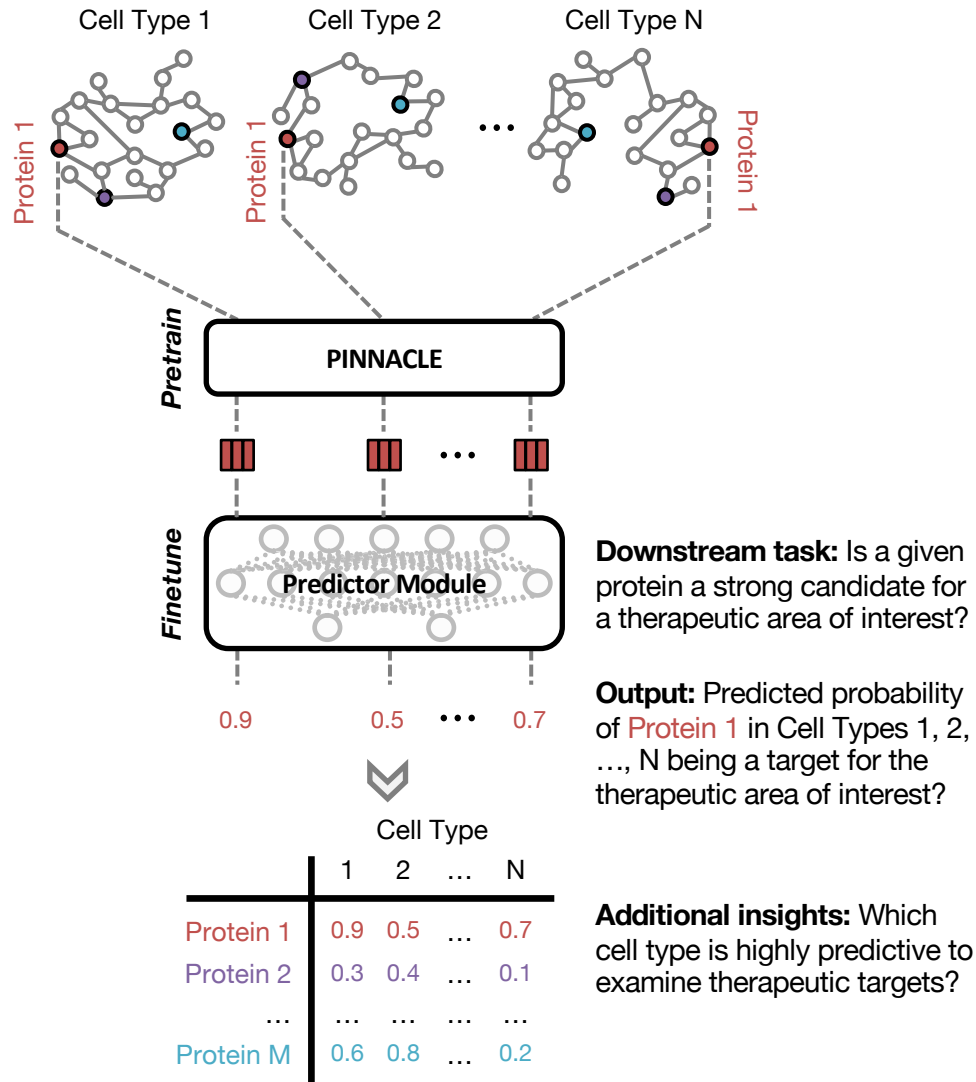 Cell Type 1
Cell Type 2
Cell Type N
Protein 1
Protein 1
...
Protein 1
Pretrain
PINNACLE
...
Finetune
Predictor Module
Downstream task: Is a given
protein a strong candidate for
a therapeutic area of interest?
0.9 0.5 ... 0.7
Output: Predicted probability
of Protein 1 in Cell Types 1, 2,
…, N being a target for the
therapeutic area of interest?
Cell Type
1 2 ... N
Protein 1 0.9 0.5 ... 0.7
Protein 2 0.3 0.4 ... 0.1
... ... ... ... ...
Protein M 0.6 0.8 ... 0.2
Additional insights: Which
cell type is highly predictive to
examine therapeutic targets?